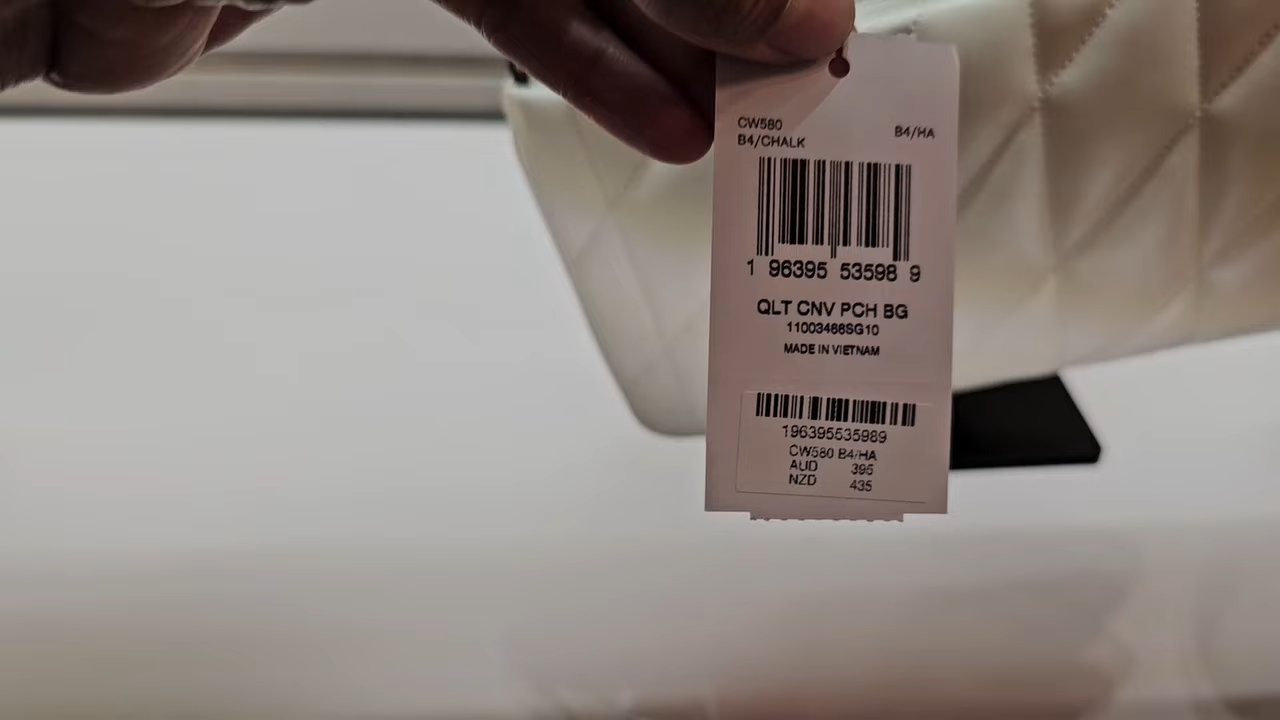 CW580
B4/CHALK B4/HA
1 96395 53598 9
QLT CNV PCH BG
11003466SG10
MADE IN VIETNAM
196395535989
CW580 B4/HA
AUD 395
NZD 435